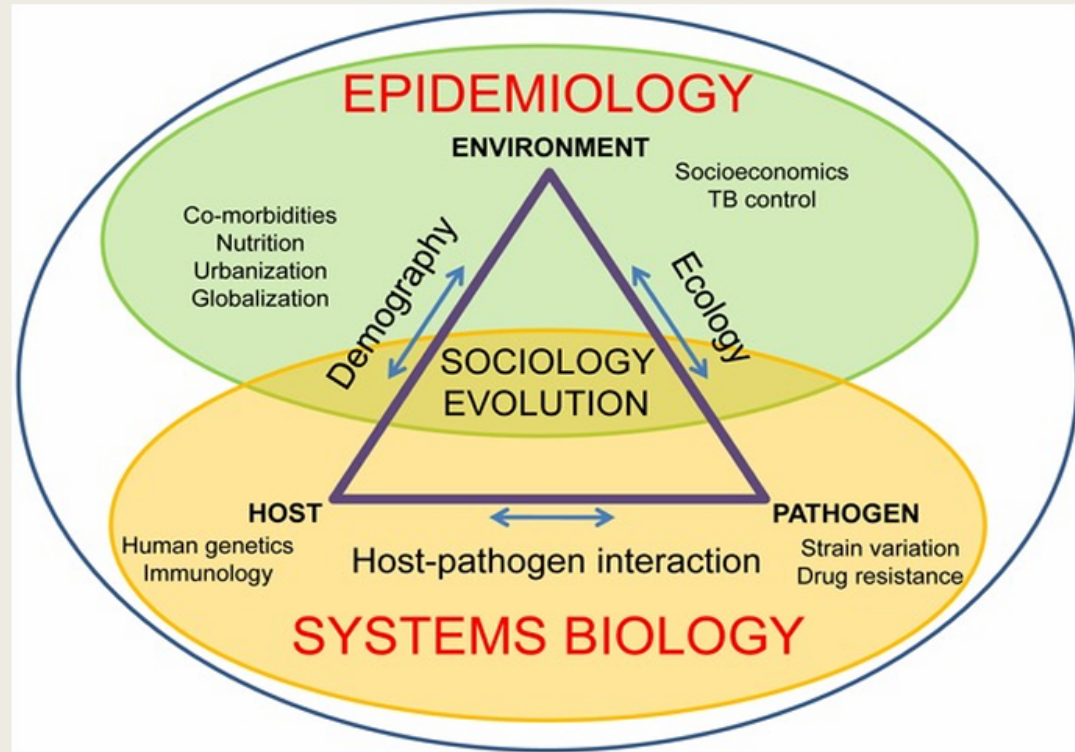 EPIDEMIOLOGY
ENVIRONMENT
Socioeconomics
TB control
Co-morbidities
Nutrition
Urbanization
Globalization
Demography
Ecology
SOCIOLOGY
EVOLUTION
HOST
Human genetics
Immunology
Host-pathogen interaction
PATHOGEN
Strain variation
Drug resistance
SYSTEMS BIOLOGY